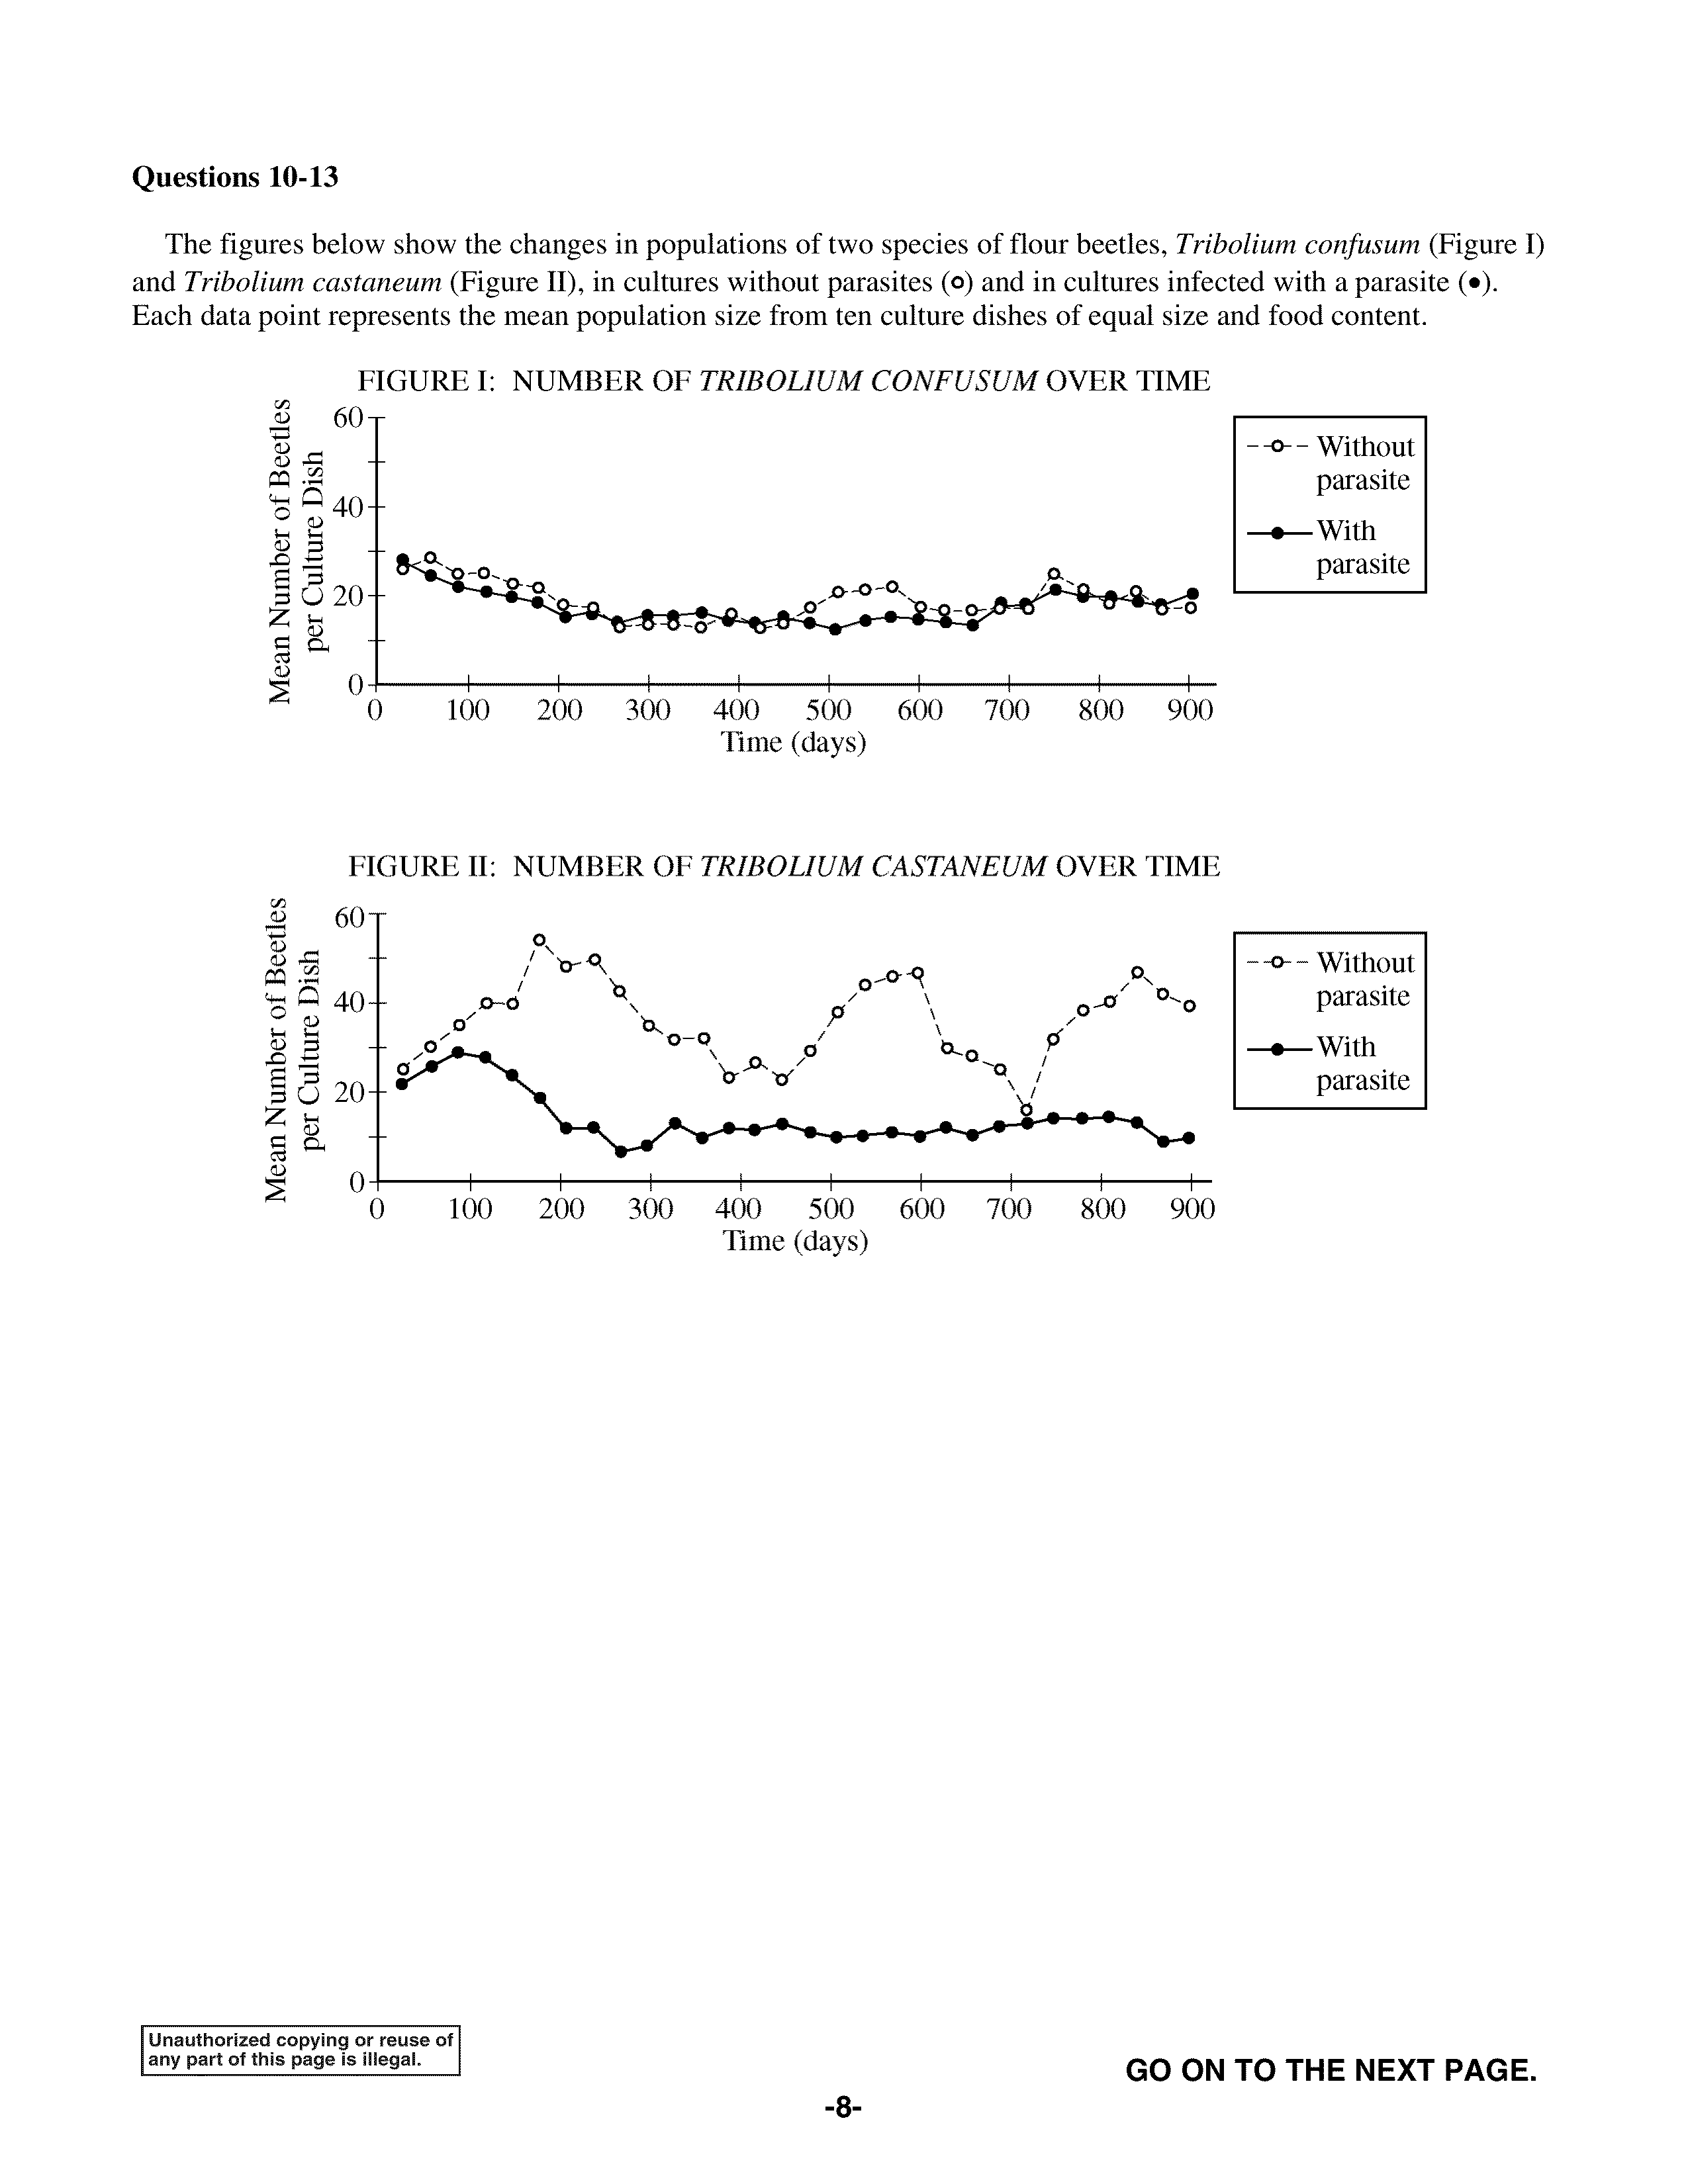 Questions 10-13
The figures below show the changes in populations of two species of flour beetles, Tribolium confusum (Figure I)
and Tribolium castaneum (Figure II), in cultures without parasites (o) and in cultures infected with a parasite (•).
Each data point represents the mean population size from ten culture dishes of equal size and food content.
FIGURE I: NUMBER OF TRIBOLIUM CONFUSUM OVER TIME
Mean Number of Beetles
per Culture Dish
60
40
20
0
0 100 200 300 400 500 600 700 800 900
Time (days)
Without
parasite
With
parasite
FIGURE II: NUMBER OF TRIBOLIUM CASTANEUM OVER TIME
Mean Number of Beetles
per Culture Dish
60
40
20
0
0 100 200 300 400 500 600 700 800 900
Time (days)
Without
parasite
With
parasite
Unauthorized copying or reuse of
any part of this page is illegal.
GO ON TO THE NEXT PAGE.
-8-